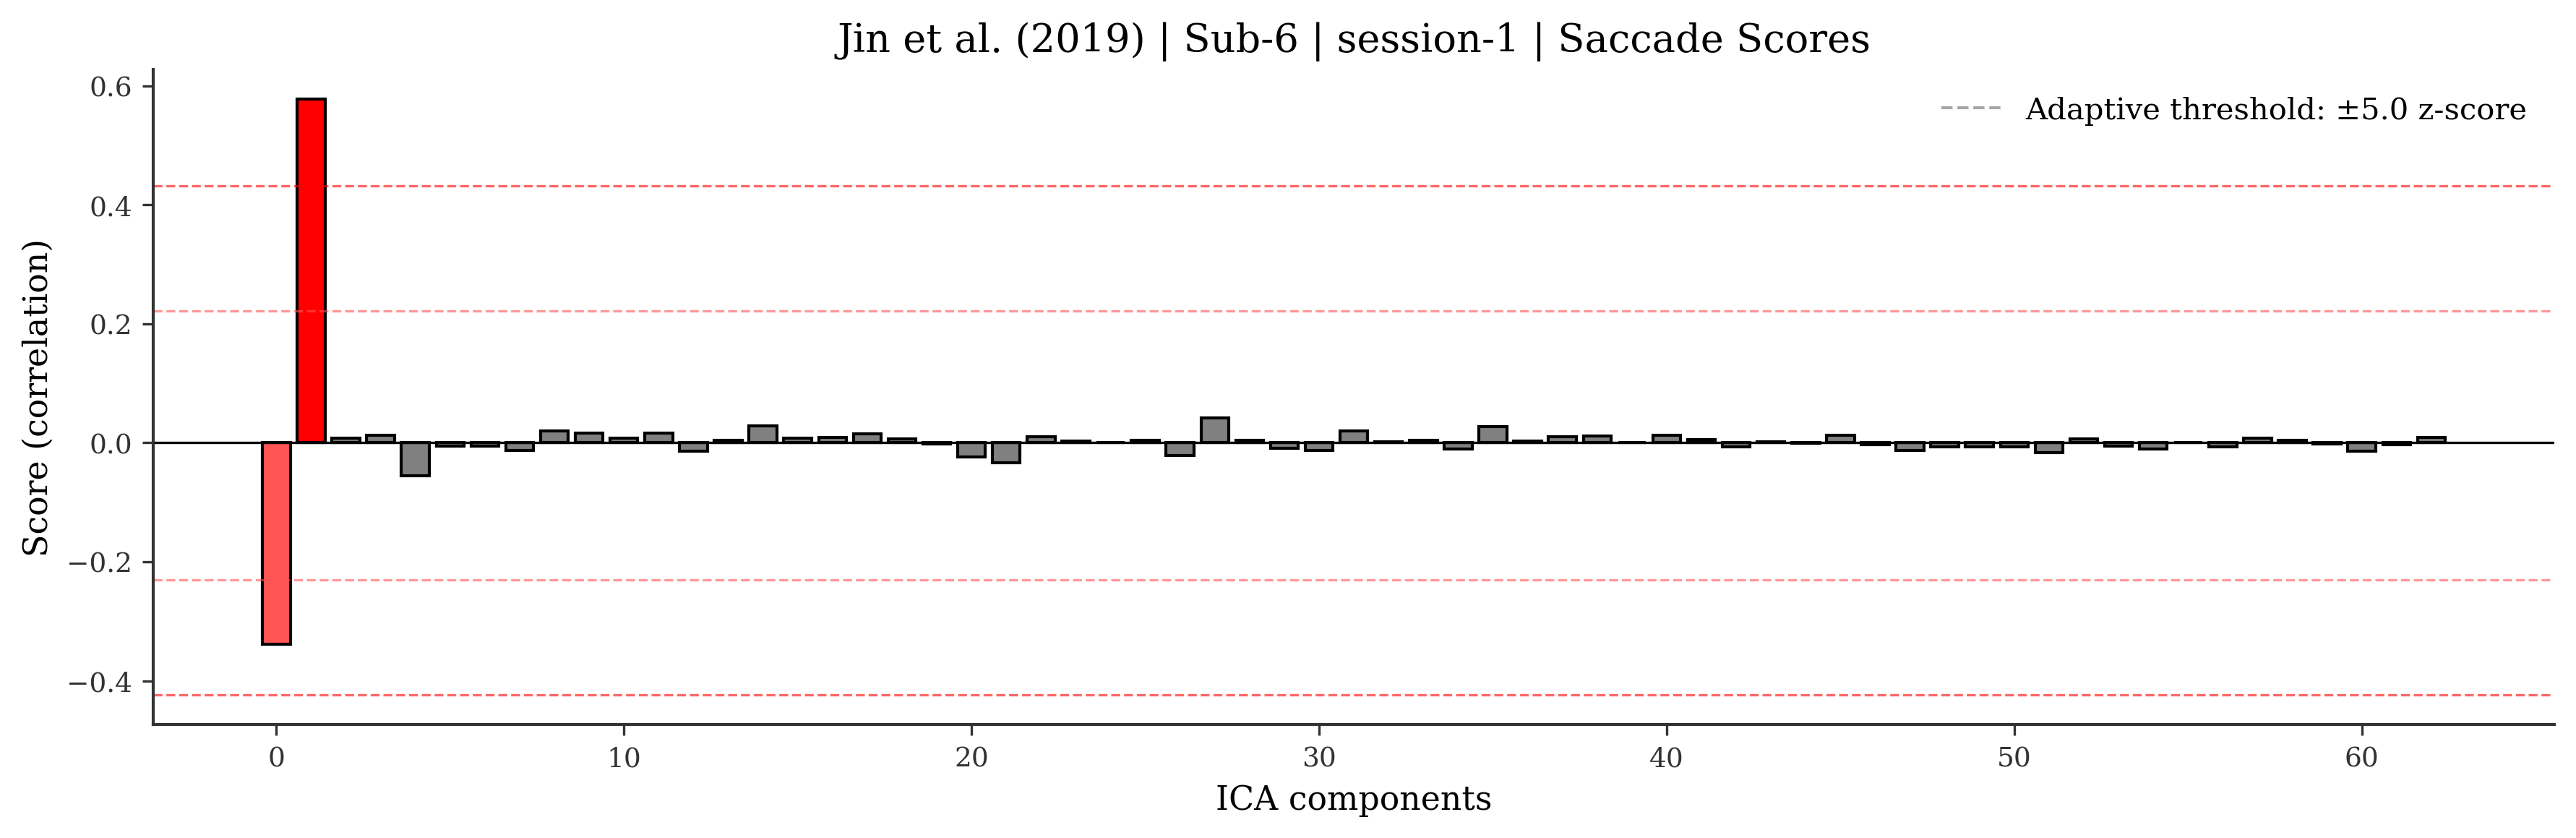 Jin et al. (2019) | Sub-6 | session-1 | Saccade Scores
Adaptive threshold: ±5.0 z-score
Score (correlation)
0.6
0.4
0.2
0.0
−0.2
−0.4
0 10 20 30 40 50 60
ICA components